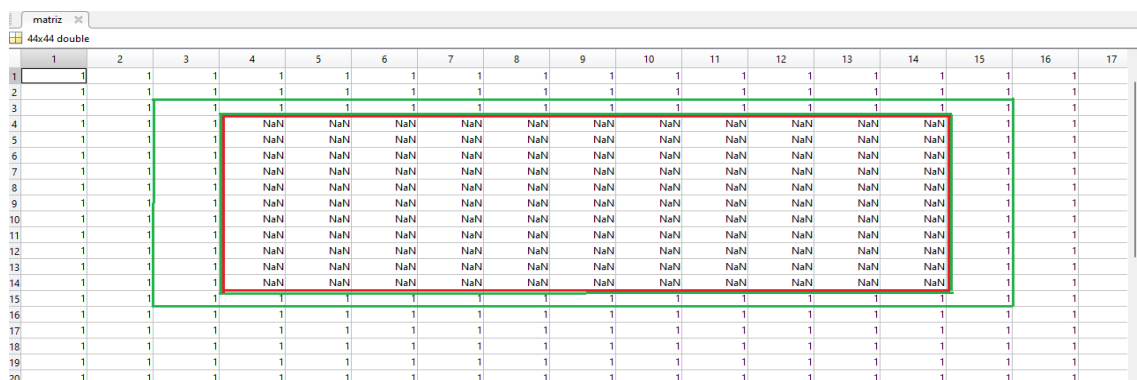 matriz
44x44 double
1 2 3 4 5 6 7 8 9 10 11 12 13 14 15 16 17
1 1 1 1 1 1 1 1 1 1 1 1 1 1 1 1 1
2 1 1 1 1 1 1 1 1 1 1 1 1 1 1 1 1
3 1 1 1 1 1 1 1 1 1 1 1 1 1 1 1 1
4 1 1 1 NaN NaN NaN NaN NaN NaN NaN NaN NaN NaN NaN 1 1
5 1 1 1 NaN NaN NaN NaN NaN NaN NaN NaN NaN NaN NaN 1 1
6 1 1 1 NaN NaN NaN NaN NaN NaN NaN NaN NaN NaN NaN 1 1
7 1 1 1 NaN NaN NaN NaN NaN NaN NaN NaN NaN NaN NaN 1 1
8 1 1 1 NaN NaN NaN NaN NaN NaN NaN NaN NaN NaN NaN 1 1
9 1 1 1 NaN NaN NaN NaN NaN NaN NaN NaN NaN NaN NaN 1 1
10 1 1 1 NaN NaN NaN NaN NaN NaN NaN NaN NaN NaN NaN 1 1
11 1 1 1 NaN NaN NaN NaN NaN NaN NaN NaN NaN NaN NaN 1 1
12 1 1 1 NaN NaN NaN NaN NaN NaN NaN NaN NaN NaN NaN 1 1
13 1 1 1 NaN NaN NaN NaN NaN NaN NaN NaN NaN NaN NaN 1 1
14 1 1 1 NaN NaN NaN NaN NaN NaN NaN NaN NaN NaN NaN 1 1
15 1 1 1 1 1 1 1 1 1 1 1 1 1 1 1 1
16 1 1 1 1 1 1 1 1 1 1 1 1 1 1 1 1
17 1 1 1 1 1 1 1 1 1 1 1 1 1 1 1 1
18 1 1 1 1 1 1 1 1 1 1 1 1 1 1 1 1
19 1 1 1 1 1 1 1 1 1 1 1 1 1 1 1 1
20 1 1 1 1 1 1 1 1 1 1 1 1 1 1 1 1